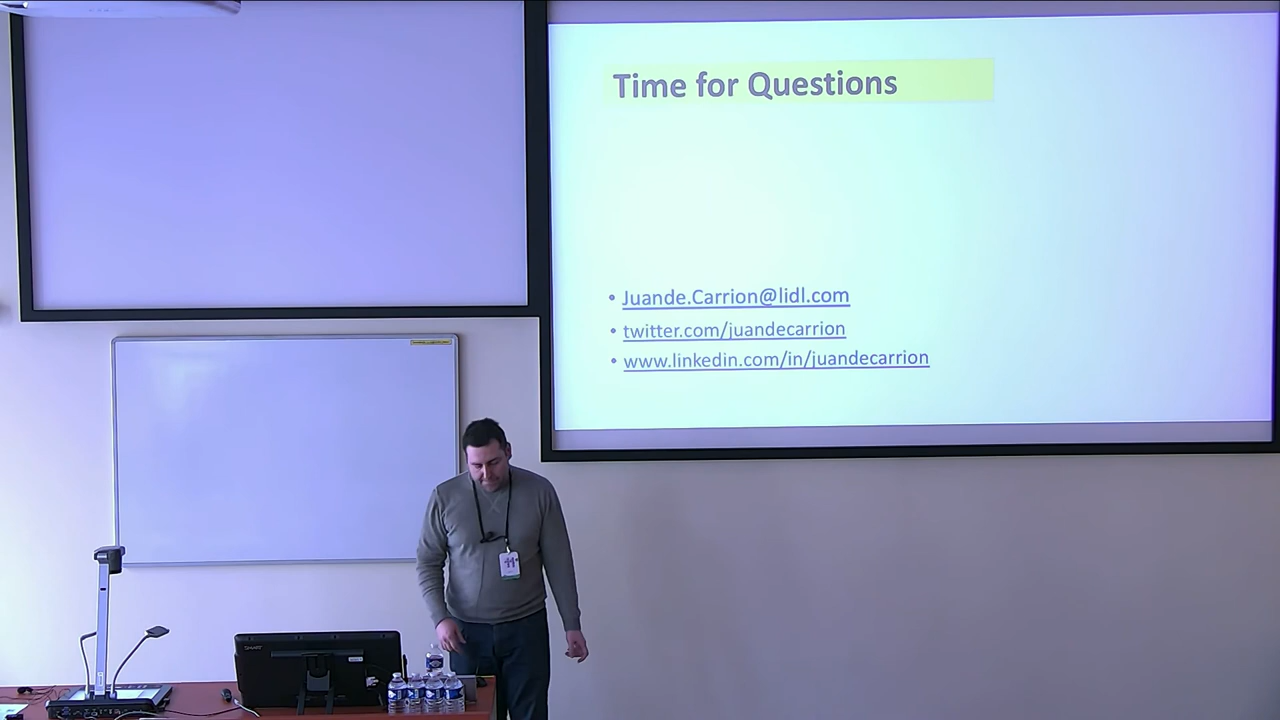 Time for Questions
• Juande.Carrion@lidl.com
• twitter.com/juandecarrion
• www.linkedin.com/in/juandecarrion